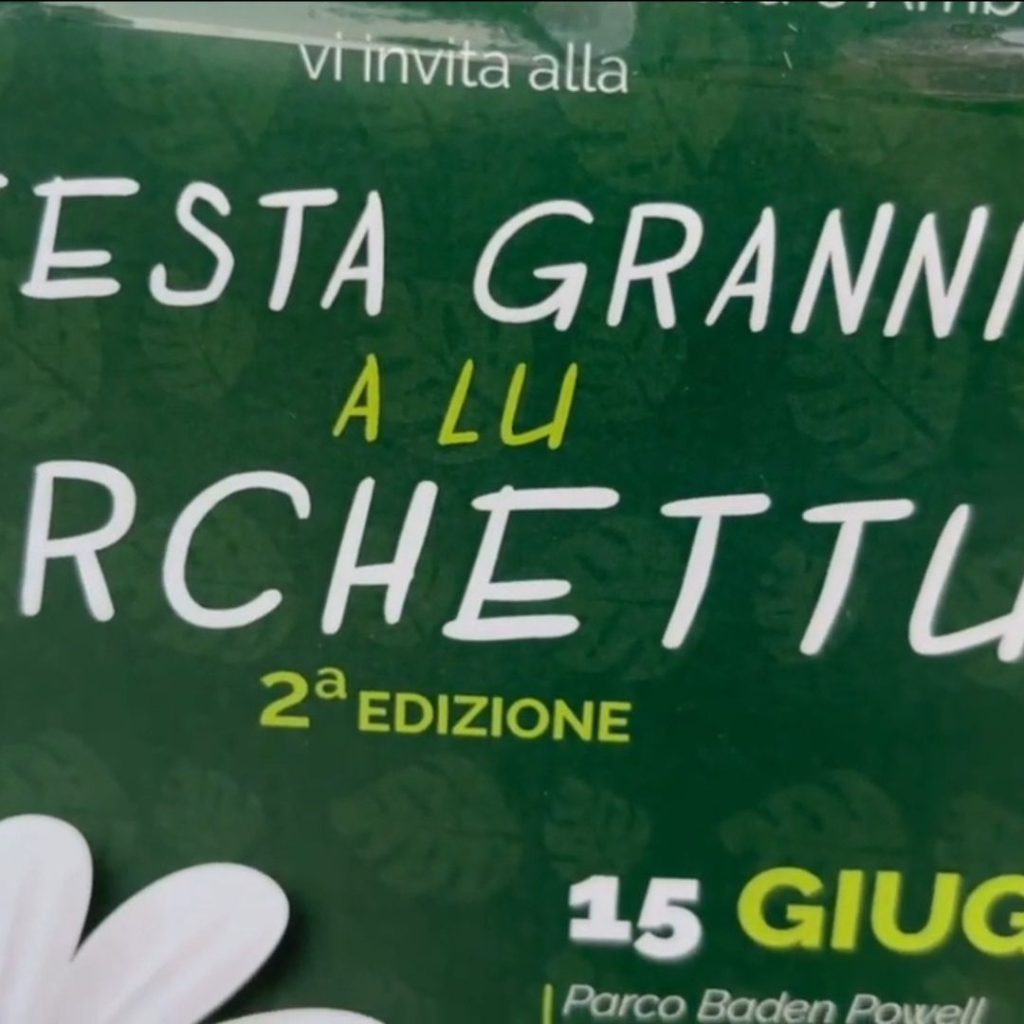 vi invita alla
ESTA GRANNI
A LU
RCHETTU
2ª EDIZIONE
15 GIUG
Parco Baden Powell